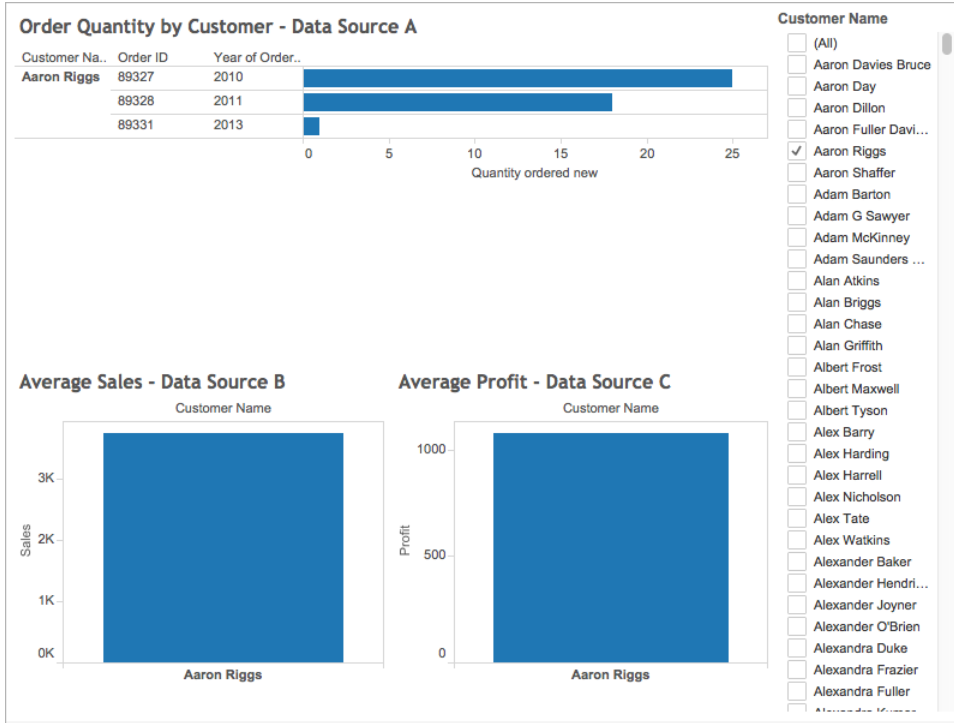 Order Quantity by Customer - Data Source A
Customer Na.. Order ID Year of Order..
Aaron Riggs 89327 2010
89328 2011
89331 2013
0 5 10 15 20 25
Quantity ordered new
Average Sales - Data Source B
Customer Name
3K
2K
1K
0K
Sales
Aaron Riggs
Average Profit - Data Source C
Customer Name
1000
500
0
Profit
Aaron Riggs
Customer Name
(All)
Aaron Davies Bruce
Aaron Day
Aaron Dillon
Aaron Fuller Davi...
Aaron Riggs
Aaron Shaffer
Adam Barton
Adam G Sawyer
Adam McKinney
Adam Saunders ...
Alan Atkins
Alan Briggs
Alan Chase
Alan Griffith
Albert Frost
Albert Maxwell
Albert Tyson
Alex Barry
Alex Harding
Alex Harrell
Alex Nicholson
Alex Tate
Alex Watkins
Alexander Baker
Alexander Hendri...
Alexander Joyner
Alexander O'Brien
Alexandra Duke
Alexandra Frazier
Alexandra Fuller